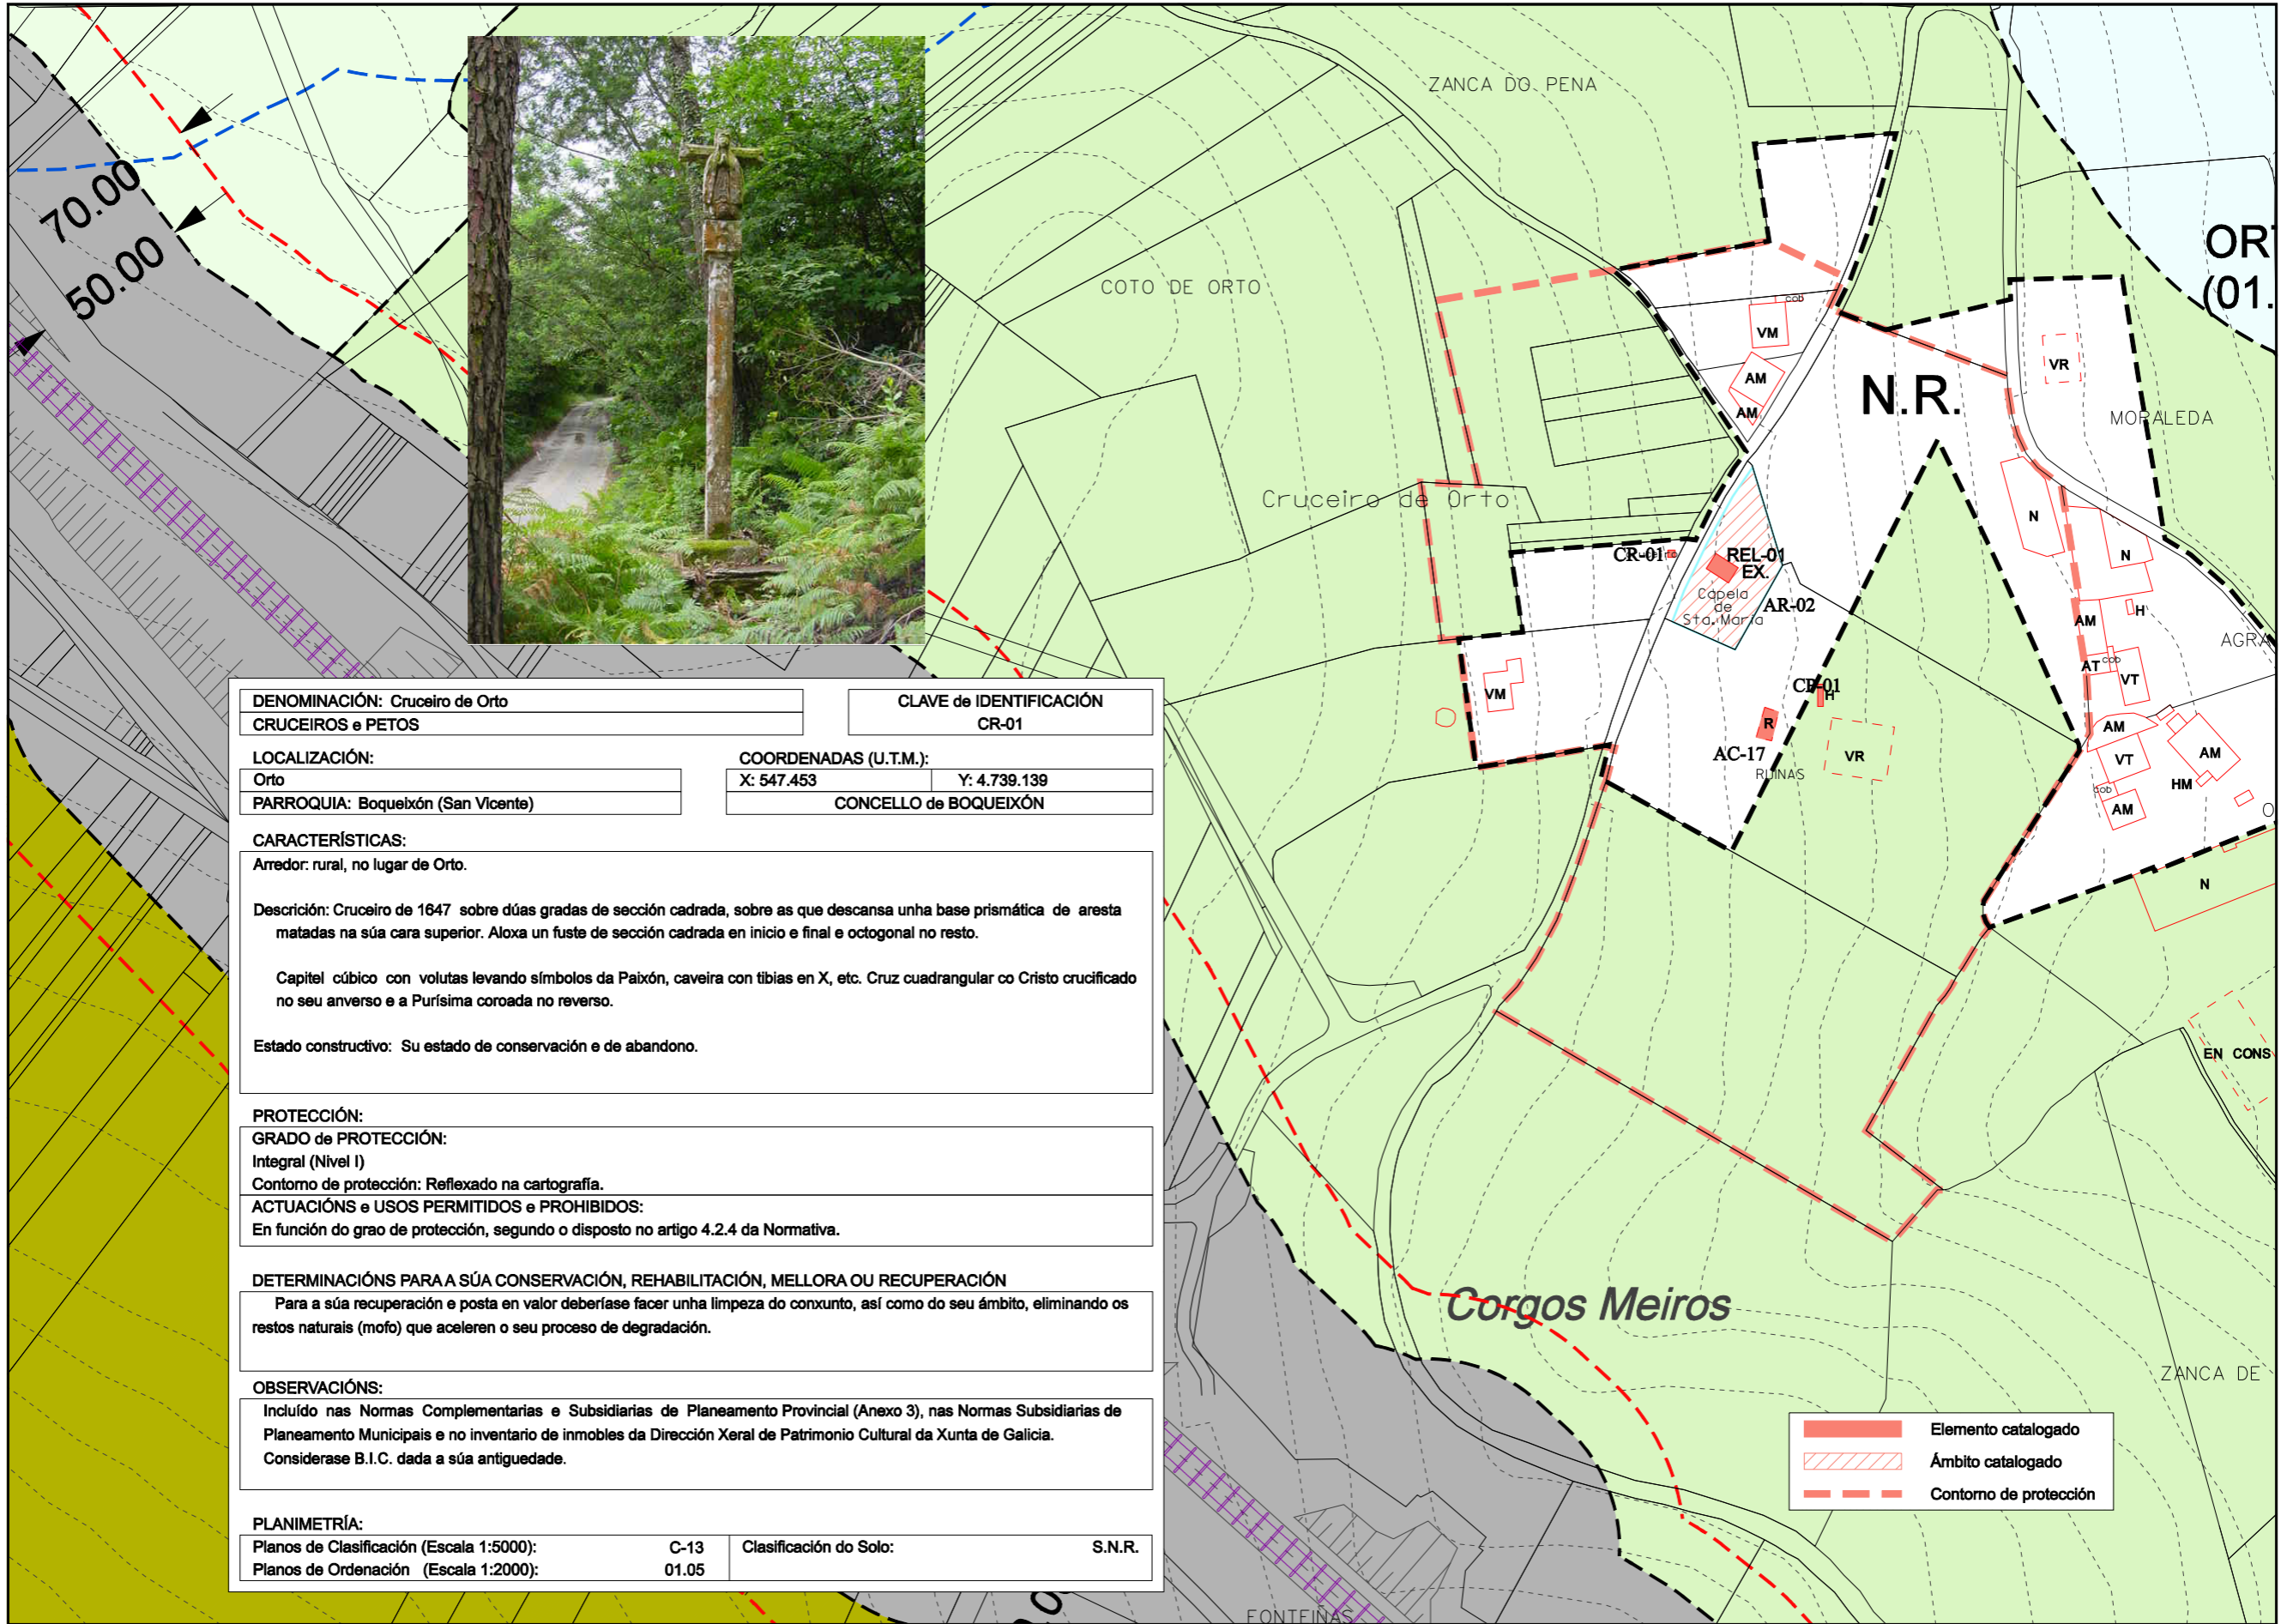 70.00
50.00
ZANCA DO PENA
COTO DE ORTO
Cruceiro de Orto
N.R.
MORALEDA
VR
cob
VM
AM
AM
N
N
H
AM
AT
cob
VT
AM
VT
AM
HM
cob
AM
N
CR-01
REL-01
EX.
Capela
de
Sta. María
AR-02
VM
CP-01
H
R
AC-17
RUINAS
VR
EN CONS
Corgos Meiros
ZANCA DE
FONTEIÑAS
DENOMINACIÓN: Cruceiro de Orto
CRUCEIROS e PETOS
CLAVE de IDENTIFICACIÓN
CR-01
LOCALIZACIÓN:
Orto
PARROQUIA: Boqueixón (San Vicente)
COORDENADAS (U.T.M.):
X: 547.453 Y: 4.739.139
CONCELLO de BOQUEIXÓN
CARACTERÍSTICAS:
Arredor: rural, no lugar de Orto.
Descrición: Cruceiro de 1647 sobre dúas gradas de sección cadrada, sobre as que descansa unha base prismática de aresta
matadas na súa cara superior. Aloxa un fuste de sección cadrada en inicio e final e octogonal no resto.
Capitel cúbico con volutas levando símbolos da Paixón, caveira con tibias en X, etc. Cruz cuadrangular co Cristo crucificado
no seu anverso e a Purísima coroada no reverso.
Estado constructivo: Su estado de conservación e de abandono.
PROTECCIÓN:
GRADO de PROTECCIÓN:
Integral (Nivel I)
Contorno de protección: Reflexado na cartografía.
ACTUACIÓNS e USOS PERMITIDOS e PROHIBIDOS:
En función do grao de protección, segundo o disposto no artigo 4.2.4 da Normativa.
DETERMINACIÓNS PARA A SÚA CONSERVACIÓN, REHABILITACIÓN, MELLORA OU RECUPERACIÓN
Para a súa recuperación e posta en valor deberíase facer unha limpeza do conxunto, así como do seu ámbito, eliminando os
restos naturais (mofo) que aceleren o seu proceso de degradación.
OBSERVACIÓNS:
Incluído nas Normas Complementarias e Subsidiarias de Planeamento Provincial (Anexo 3), nas Normas Subsidiarias de
Planeamento Municipais e no inventario de inmobles da Dirección Xeral de Patrimonio Cultural da Xunta de Galicia.
Considerase B.I.C. dada a súa antiguedade.
PLANIMETRÍA:
Planos de Clasificación (Escala 1:5000): C-13 Clasificación do Solo: S.N.R.
Planos de Ordenación (Escala 1:2000): 01.05
Elemento catalogado
Ámbito catalogado
Contorno de protección